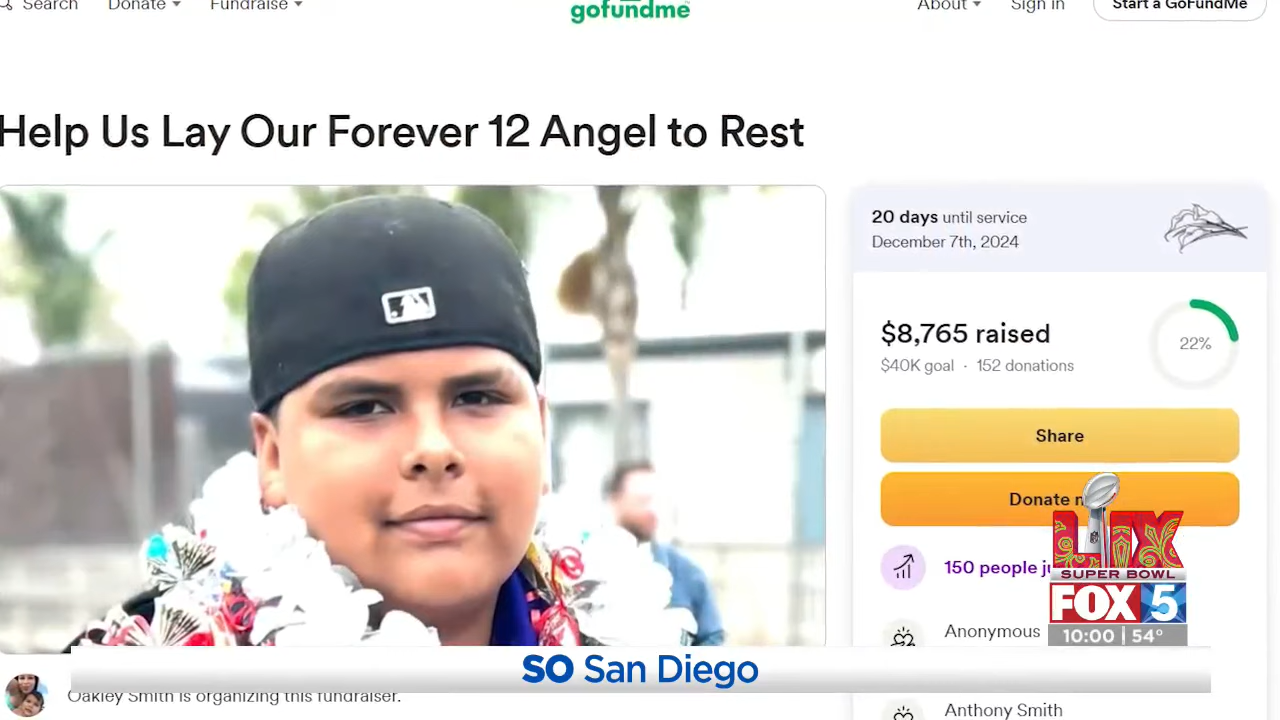 Search Donate Fundraise gofundme About Sign in Start a GoFundMe
Help Us Lay Our Forever 12 Angel to Rest
20 days until service
December 7th, 2024
$8,765 raised
$40K goal · 152 donations
22%
Share
Donate
150 people
LIX
SUPER BOWL
FOX 5
Anonymous
10:00 | 54°
SO San Diego
Oakley Smith is organizing this fundraiser.
Anthony Smith